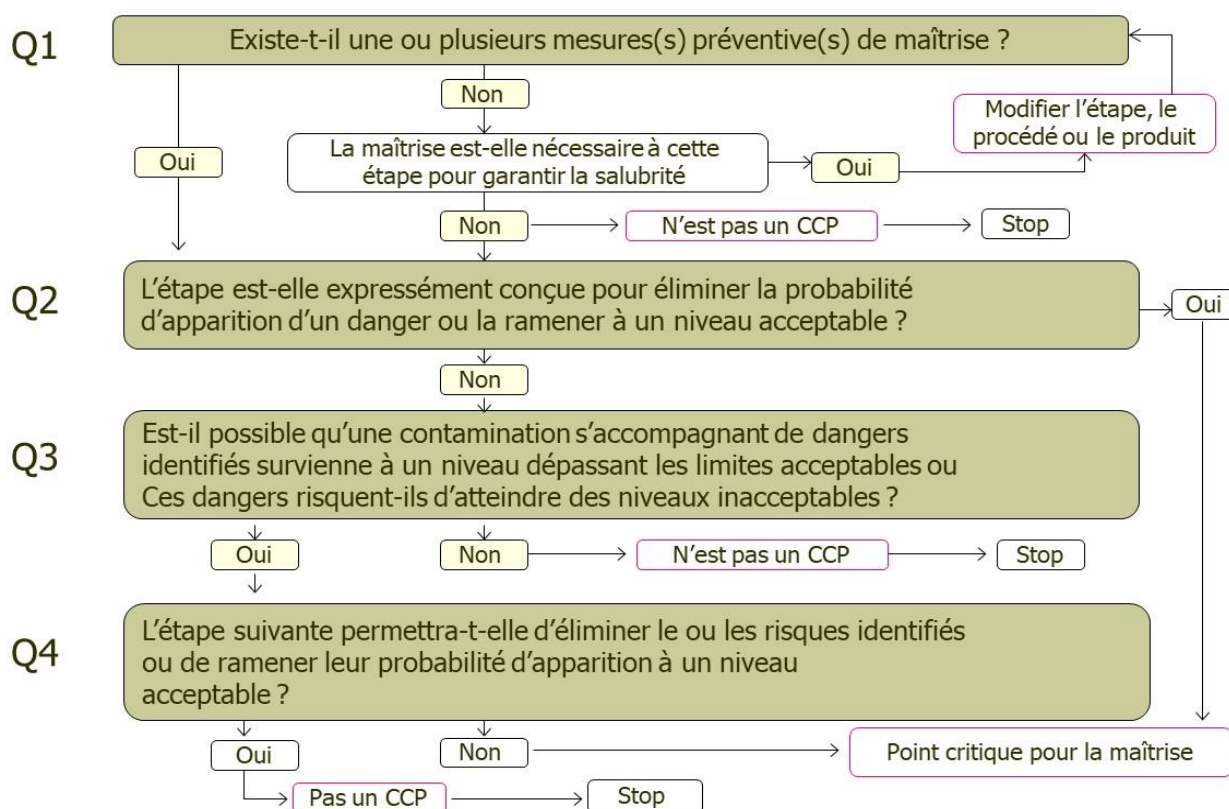 Q1
Existe-t-il une ou plusieurs mesures(s) préventive(s) de maîtrise ?
Non
Modifier l'étape, le
procédé ou le produit
Oui
La maîtrise est-elle nécessaire à cette
étape pour garantir la salubrité
Oui
Non
N'est pas un CCP
Stop
Q2
L'étape est-elle expressément conçue pour éliminer la probabilité
d'apparition d'un danger ou la ramener à un niveau acceptable ?
Oui
Non
Q3
Est-il possible qu'une contamination s'accompagnant de dangers
identifiés survienne à un niveau dépassant les limites acceptables ou
Ces dangers risquent-ils d'atteindre des niveaux inacceptables ?
Oui
Non
N'est pas un CCP
Stop
Q4
L'étape suivante permettra-t-elle d'éliminer le ou les risques identifiés
ou de ramener leur probabilité d'apparition à un niveau
acceptable ?
Oui
Non
Point critique pour la maîtrise
Pas un CCP
Stop